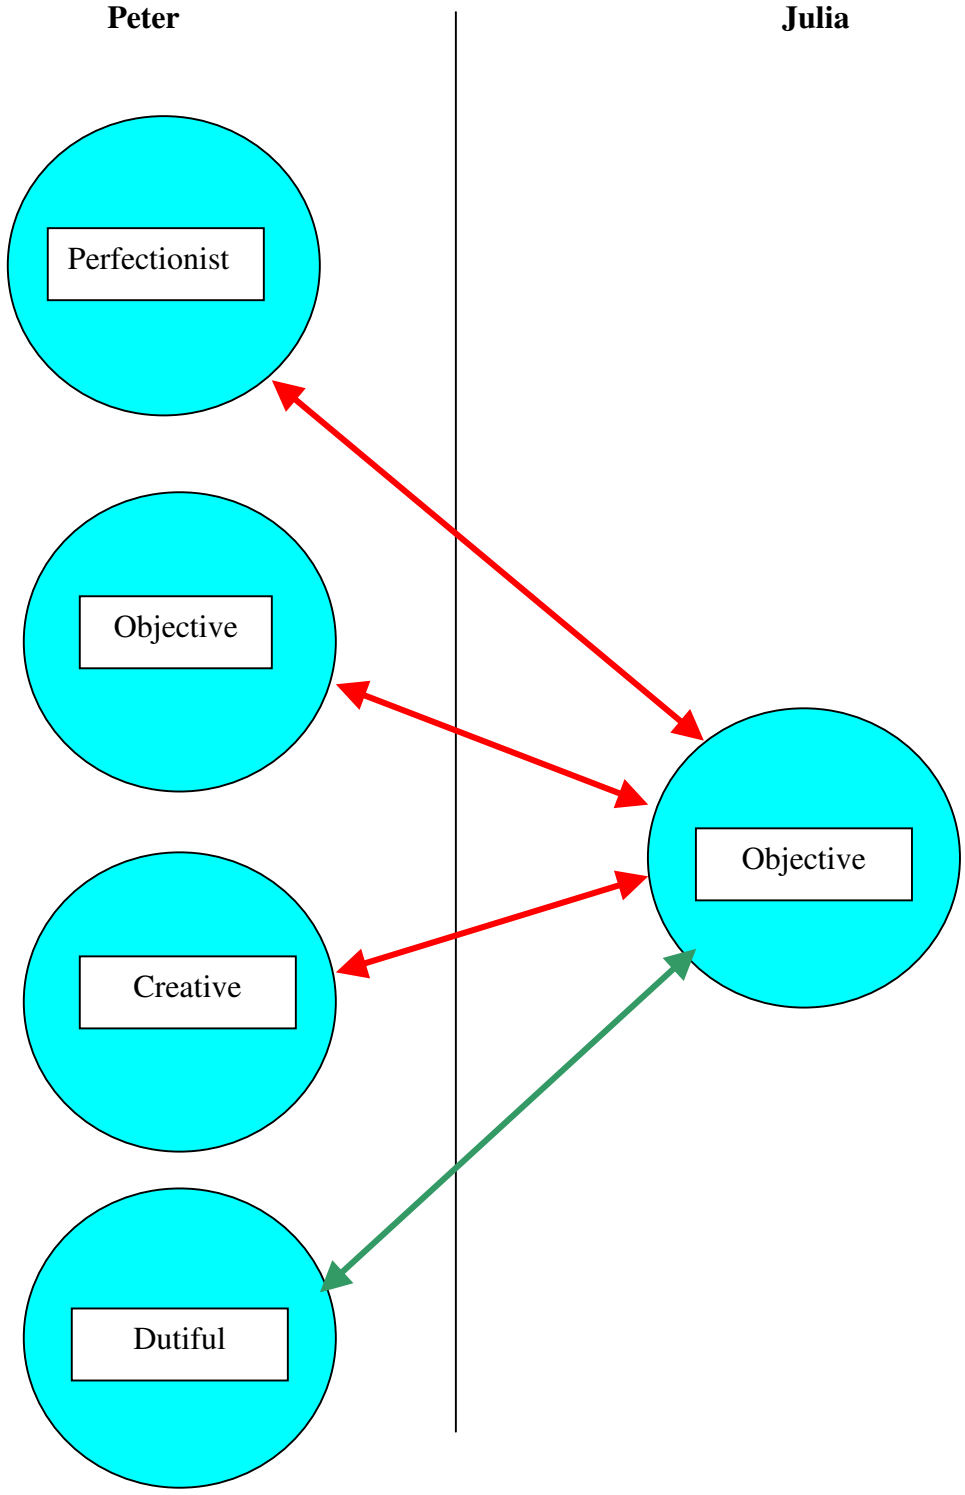 Peter
Julia
Perfectionist
Objective
Objective
Creative
Dutiful